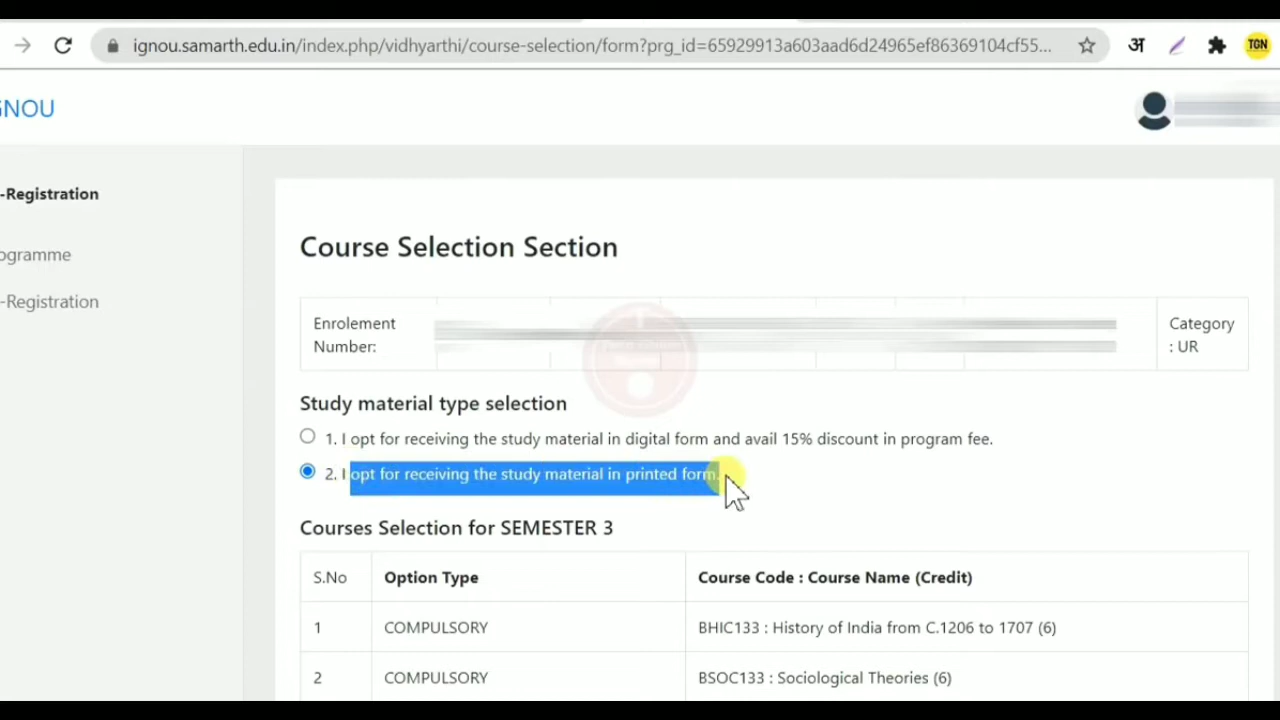 ignou.samarth.edu.in/index.php/vidhyarthi/course-selection/form?prg_id=65929913a603aad6d24965ef86369104cf55...
अ
TGN
GNOU
-Registration
ogramme
-Registration
Course Selection Section
Enrolement Number:
Category : UR
Study material type selection
1. I opt for receiving the study material in digital form and avail 15% discount in program fee.
2. I opt for receiving the study material in printed form.
Courses Selection for SEMESTER 3
S.No Option Type Course Code : Course Name (Credit)
1 COMPULSORY BHIC133 : History of India from C.1206 to 1707 (6)
2 COMPULSORY BSOC133 : Sociological Theories (6)